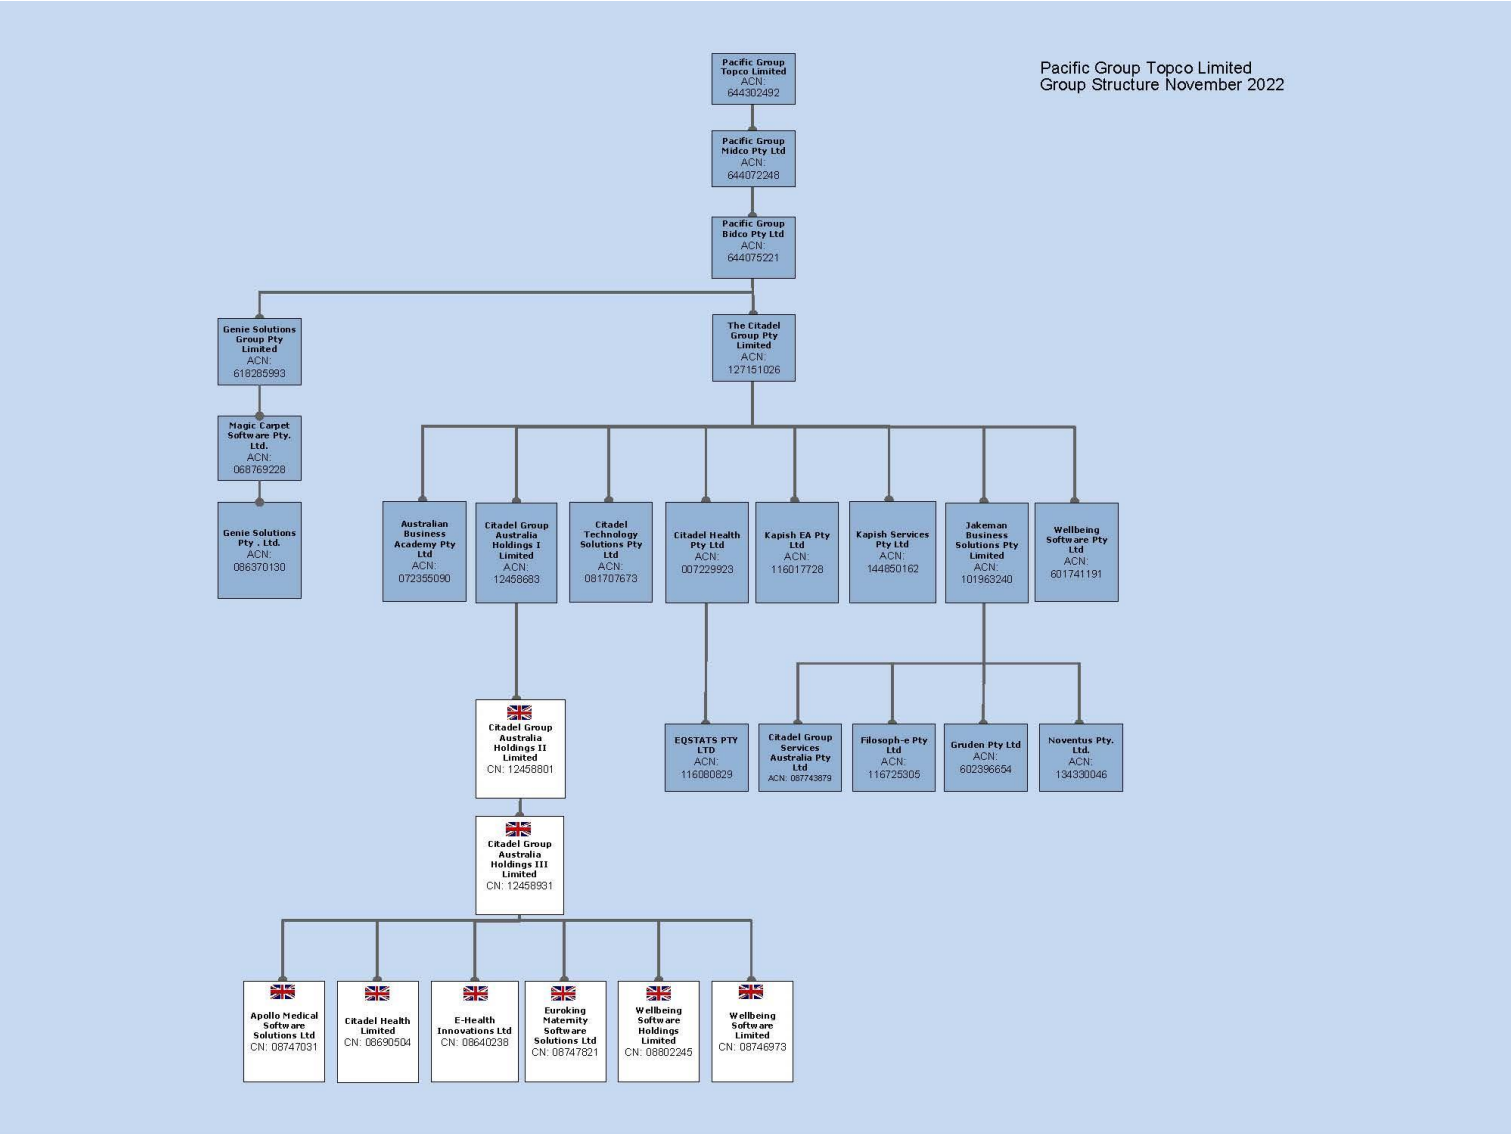 Pacific Group Topco Limited
Group Structure November 2022
Pacific Group
Topco Limited
ACN:
644302492
Pacific Group
Midco Pty Ltd
ACN:
644072248
Pacific Group
Bidco Pty Ltd
ACN:
644075221
Genie Solutions
Group Pty
Limited
ACN:
618285993
The Citadel
Group Pty
Limited
ACN:
127151026
Magic Carpet
Software Pty.
Ltd.
ACN:
068769228
Genie Solutions
Pty . Ltd.
ACN:
086370130
Australian
Business
Academy Pty
Ltd
ACN:
072355090
Citadel Group
Australia
Holdings I
Limited
ACN:
12458683
Citadel
Technology
Solutions Pty
Ltd
ACN:
081707673
Citadel Health
Pty Ltd
ACN:
007229923
Kapish EA Pty
Ltd
ACN:
116017728
Kapish Services
Pty Ltd
ACN:
144850162
Jakeman
Business
Solutions Pty
Limited
ACN:
101963240
Wellbeing
Software Pty
Ltd
ACN:
601741191
Citadel Group
Australia
Holdings II
Limited
CN: 12458801
EQSTATS PTY
LTD
ACN:
116080829
Citadel Group
Services
Australia Pty
Ltd
ACN: 087743879
Filosoph-e Pty
Ltd
ACN:
116725305
Gruden Pty Ltd
ACN:
602396654
Noventus Pty.
Ltd.
ACN:
134330046
Citadel Group
Australia
Holdings III
Limited
CN: 12458931
Apollo Medical
Software
Solutions Ltd
CN: 08747031
Citadel Health
Limited
CN: 08690504
E-Health
Innovations Ltd
CN: 08640238
Euroking
Maternity
Software
Solutions Ltd
CN: 08747821
Wellbeing
Software
Holdings
Limited
CN: 08802245
Wellbeing
Software
Limited
CN: 08746973